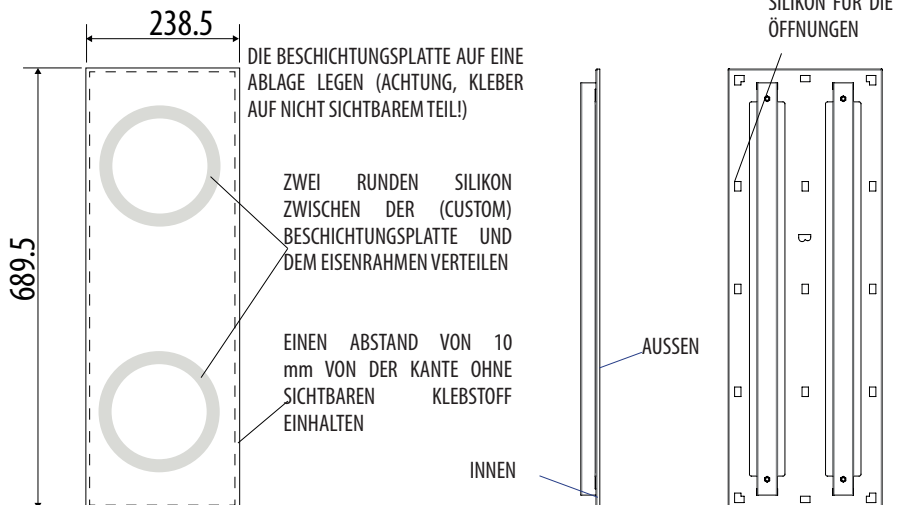 238.5
SILIKON FÜR DIE
ÖFFNUNGEN
DIE BESCHICHTUNGSPLATTE AUF EINE
ABLAGE LEGEN (ACHTUNG, KLEBER
AUF NICHT SICHTBAREM TEIL!)
ZWEI RUNDEN SILIKON
ZWISCHEN DER (CUSTOM)
BESCHICHTUNGSPLATTE UND
DEM EISENRAHMEN VERTEILEN
689.5
EINEN ABSTAND VON 10
mm VON DER KANTE OHNE
SICHTBAREN KLEBSTOFF
EINHALTEN
AUSSEN
INNEN